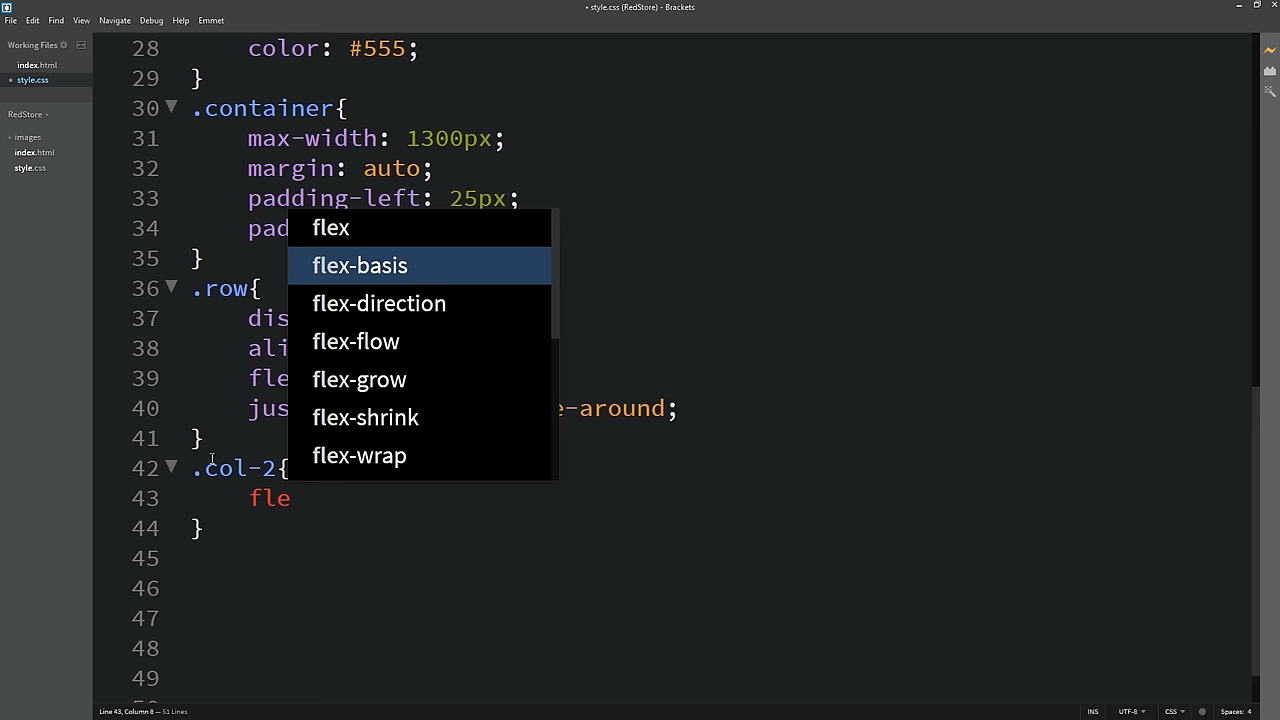 • style.css (RedStore) - Brackets
File Edit Find View Navigate Debug Help Emmet
Working Files
index.html
• style.css
RedStore
images
index.html
style.css
28 color: #555;
29 }
30 .container{
31 max-width: 1300px;
32 margin: auto;
33 padding-left: 25px;
34 pad
35 }
36 .row{
37 dis
38 ali
39 fle
40 jus e-around;
41 }
42 .col-2{
43 fle
44 }
45
46
47
48
49
flex
flex-basis
flex-direction
flex-flow
flex-grow
flex-shrink
flex-wrap
Line 43, Column 8 — 51 Lines
INS UTF-8 CSS Spaces: 4